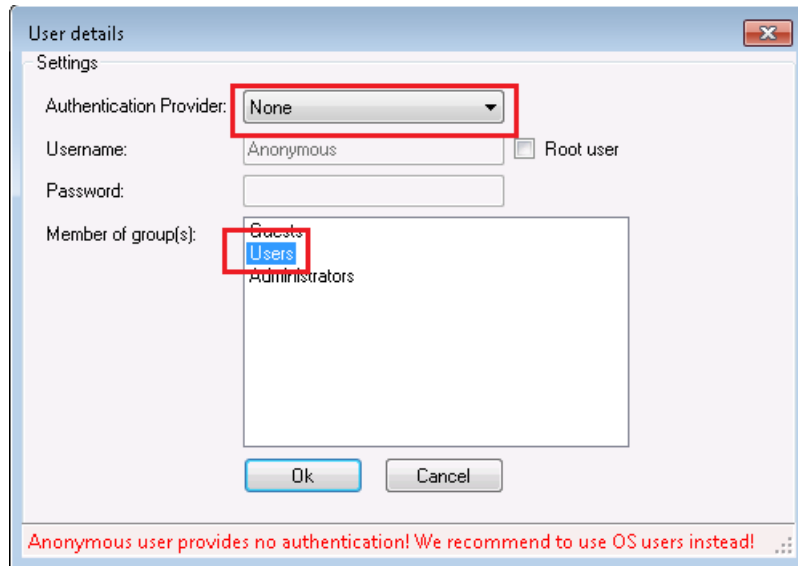 User details
Settings
Authentication Provider: None
Username: Anonymous Root user
Password:
Member of group(s): Guests
Users
Administrators
Ok Cancel
Anonymous user provides no authentication! We recommend to use OS users instead!